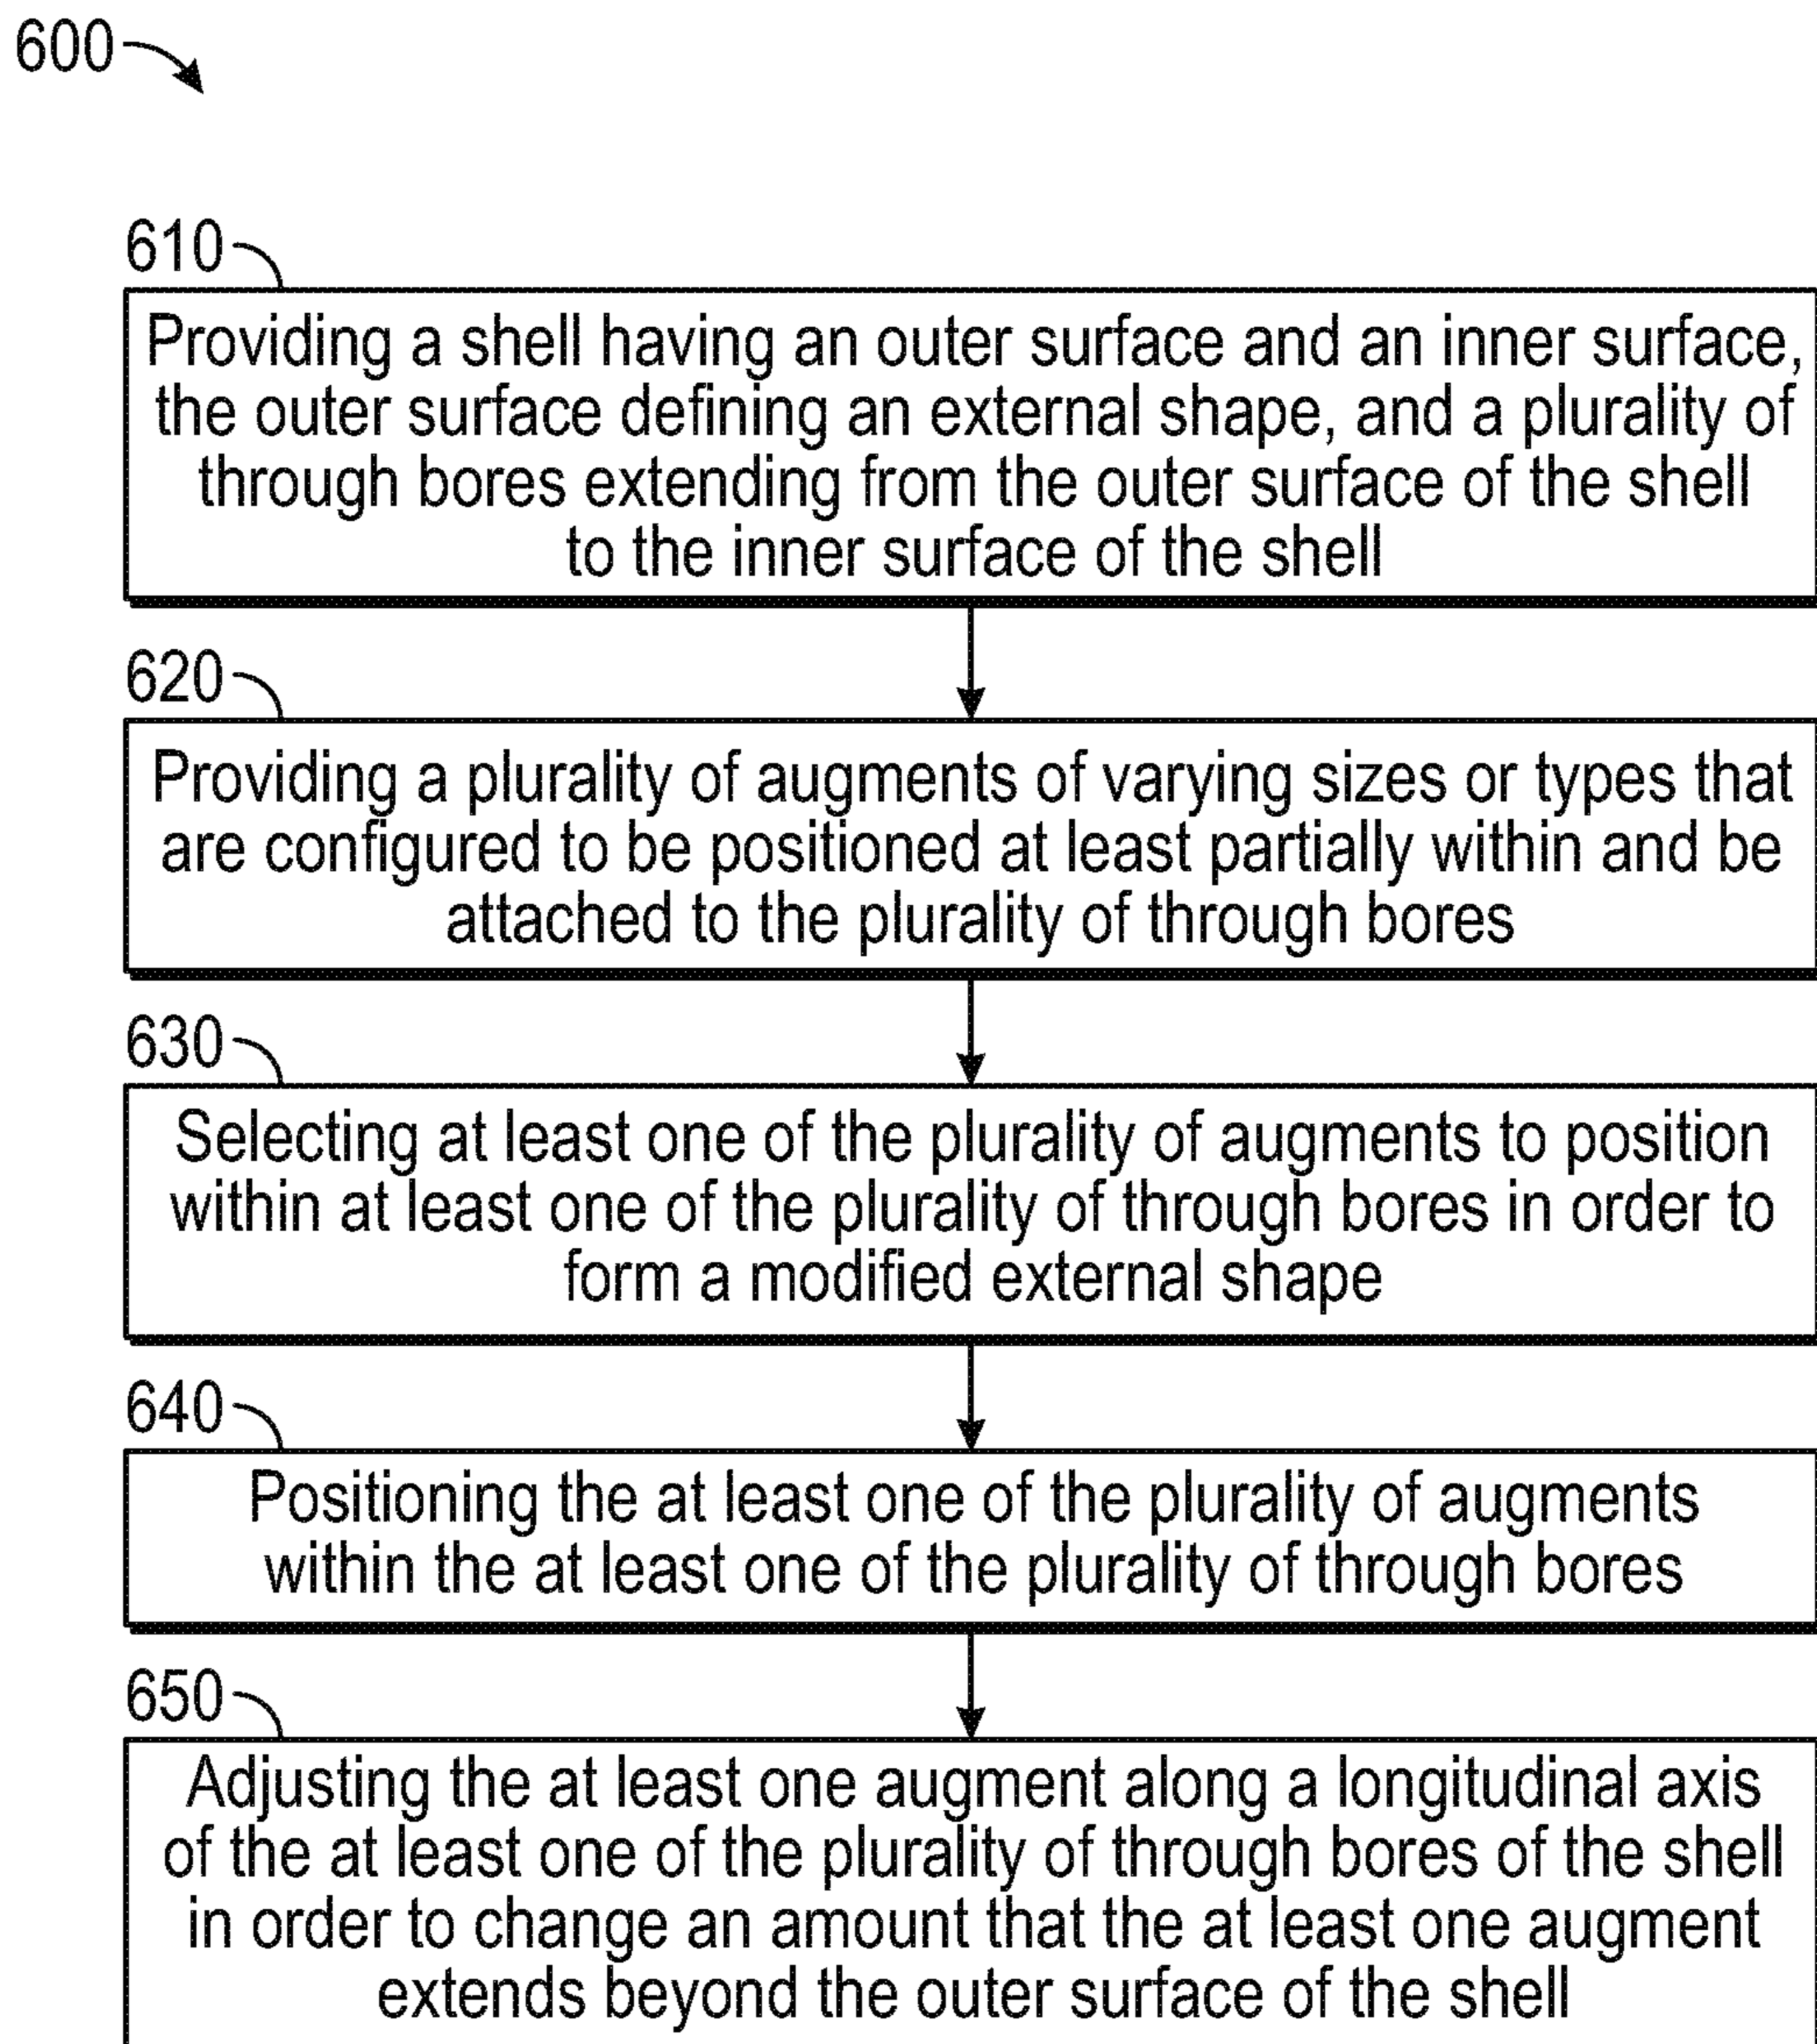 600
610
Providing a shell having an outer surface and an inner surface,
the outer surface defining an external shape, and a plurality of
through bores extending from the outer surface of the shell
to the inner surface of the shell
620
Providing a plurality of augments of varying sizes or types that
are configured to be positioned at least partially within and be
attached to the plurality of through bores
630
Selecting at least one of the plurality of augments to position
within at least one of the plurality of through bores in order to
form a modified external shape
640
Positioning the at least one of the plurality of augments
within the at least one of the plurality of through bores
650
Adjusting the at least one augment along a longitudinal axis
of the at least one of the plurality of through bores of the shell
in order to change an amount that the at least one augment
extends beyond the outer surface of the shell